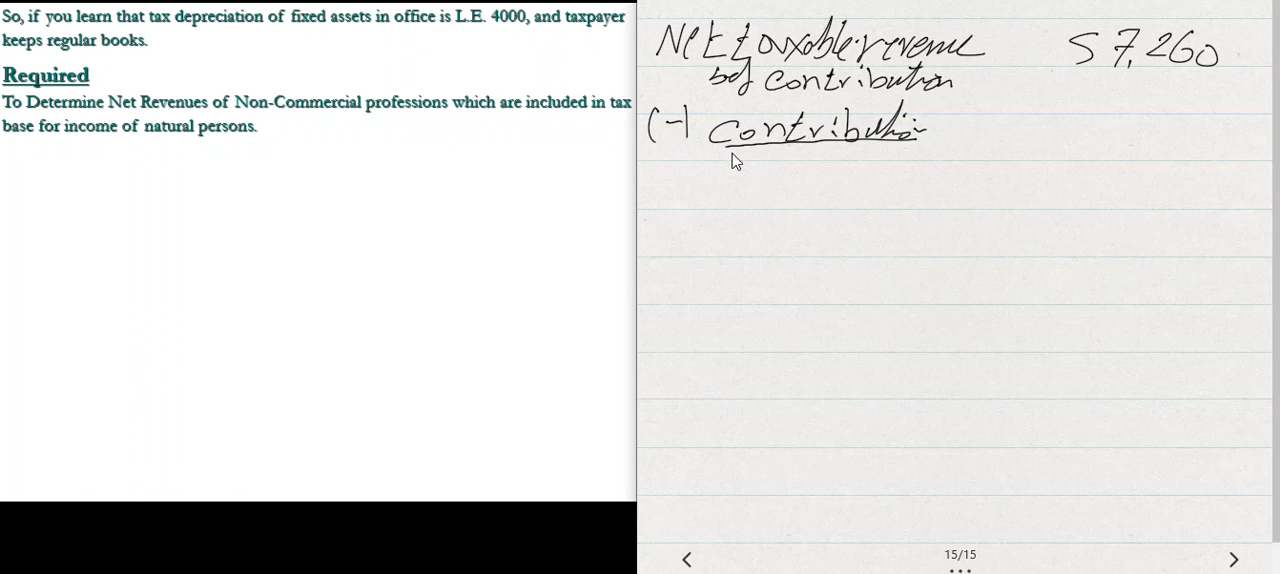 So, if you learn that tax depreciation of fixed assets in office is L.E. 4000, and taxpayer
keeps regular books.
Required
To Determine Net Revenues of Non-Commercial professions which are included in tax
base for income of natural persons.
Net taxable revenue 57,260
bef contribution
(-) contribution
15/15